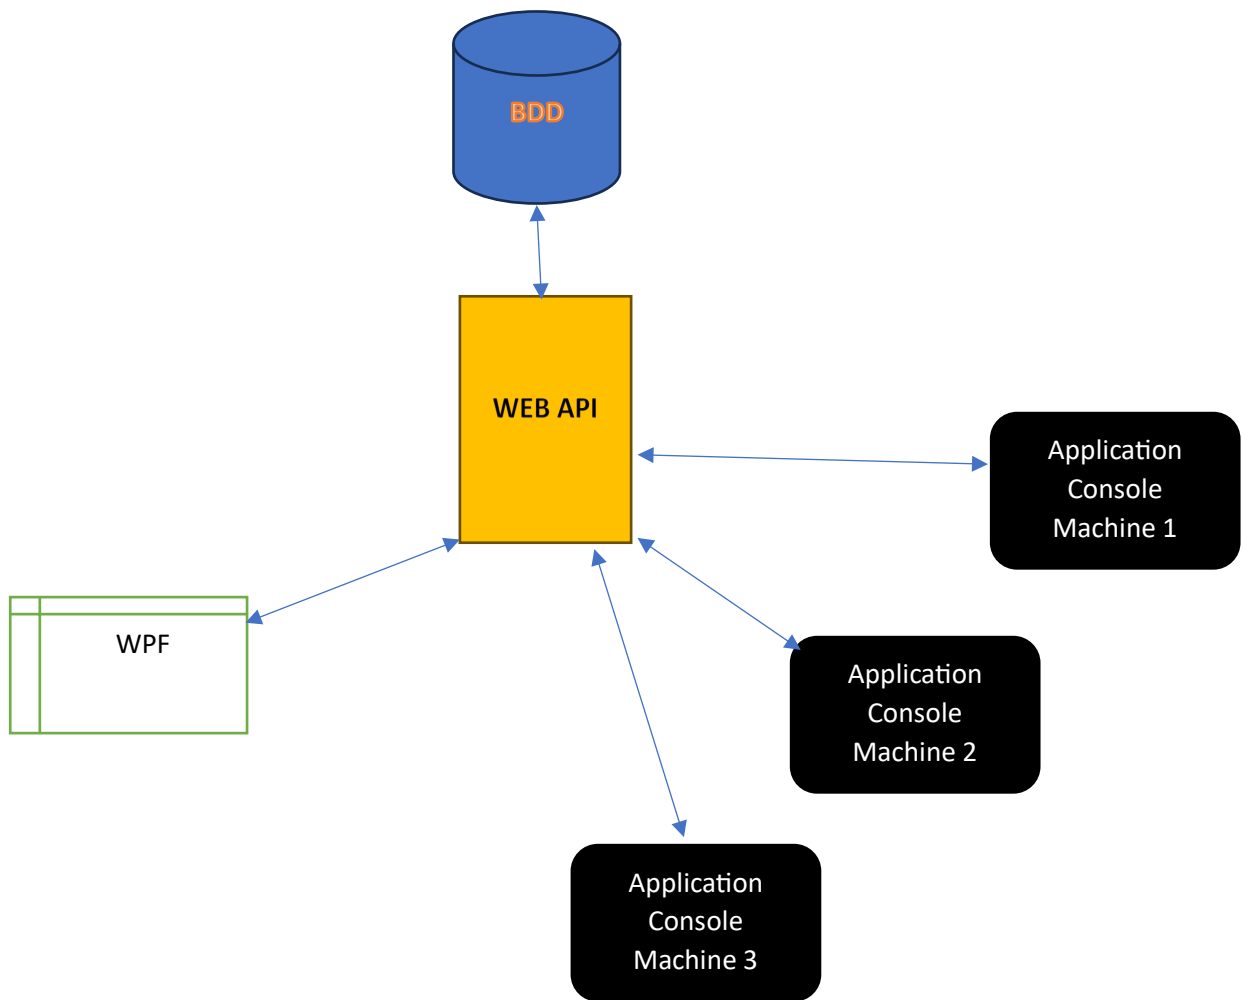 BDD
WEB API
Application
Console
Machine 1
WPF
Application
Console
Machine 2
Application
Console
Machine 3